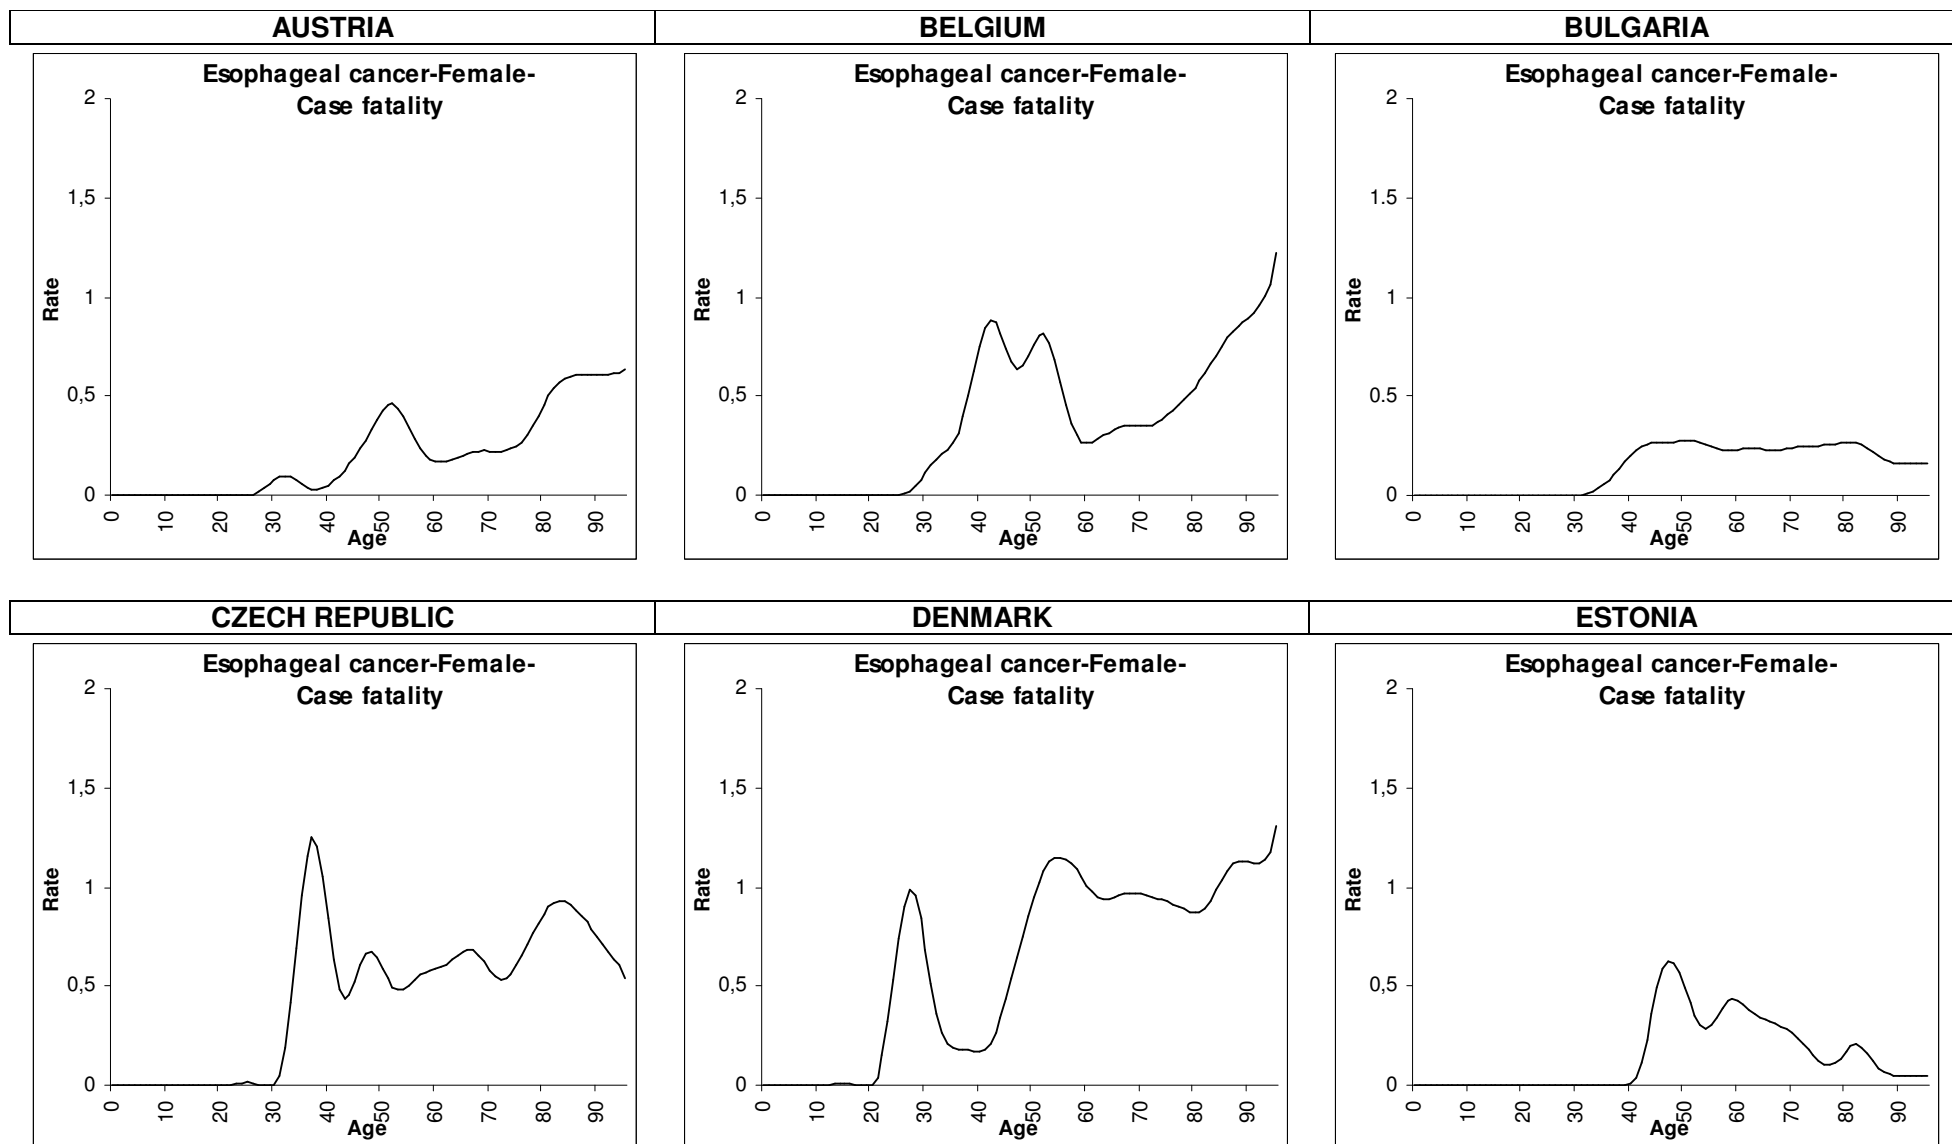 AUSTRIA BELGIUM BULGARIA
Esophageal cancer-Female-
Case fatality
2
1,5
1
0,5
0
Rate
0 10 20 30 40 50 60 70 80 90
Age
Esophageal cancer-Female-
Case fatality
2
1,5
1
0,5
0
Rate
0 10 20 30 40 50 60 70 80 90
Age
Esophageal cancer-Female-
Case fatality
2
1.5
1
0.5
0
Rate
0 10 20 30 40 50 60 70 80 90
Age
CZECH REPUBLIC DENMARK ESTONIA
Esophageal cancer-Female-
Case fatality
2
1,5
1
0,5
0
Rate
0 10 20 30 40 50 60 70 80 90
Age
Esophageal cancer-Female-
Case fatality
2
1,5
1
0,5
0
Rate
0 10 20 30 40 50 60 70 80 90
Age
Esophageal cancer-Female-
Case fatality
2
1,5
1
0,5
0
Rate
0 10 20 30 40 50 60 70 80 90
Age